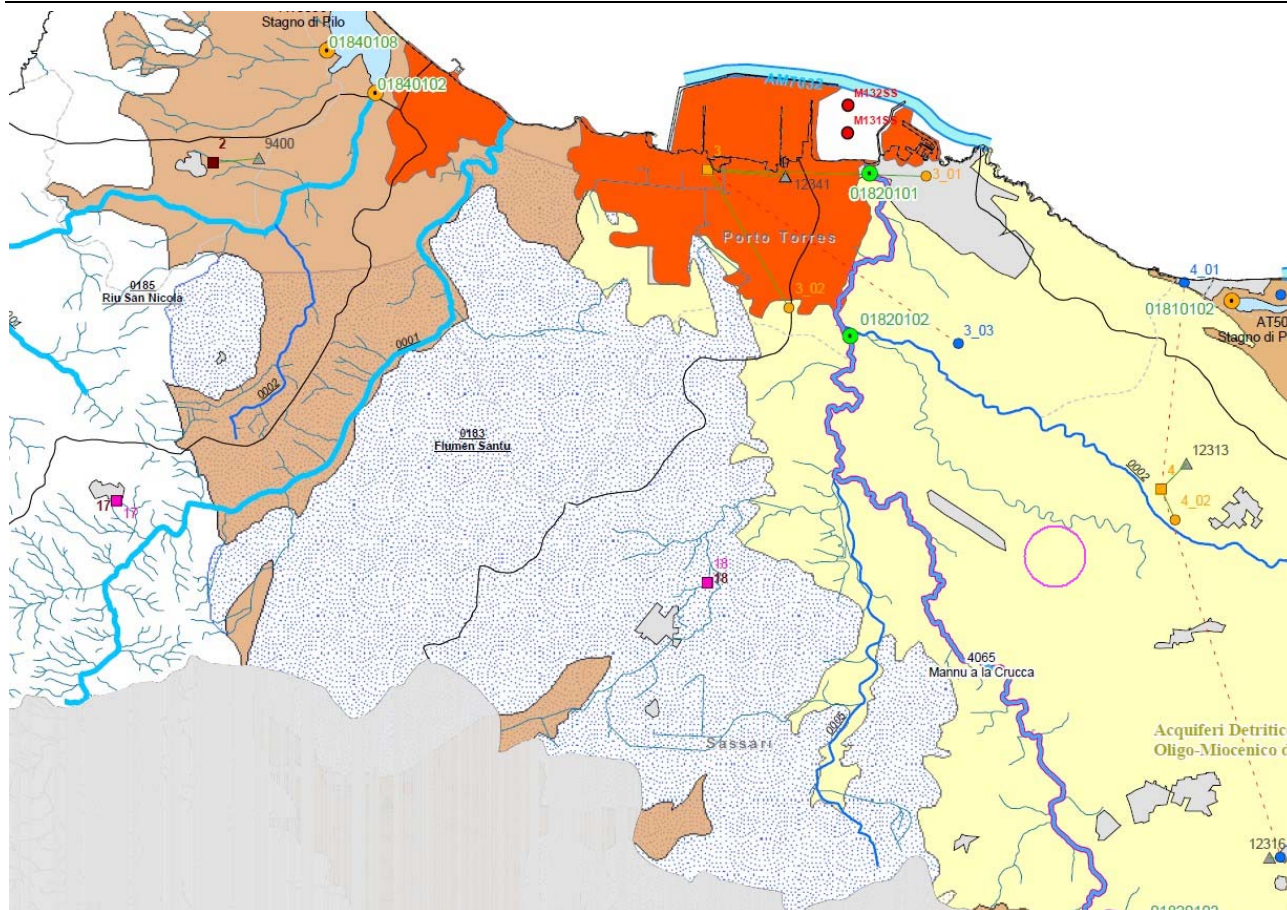 Stagno di Pilo
01840108
01840102
AM7032
M132SS
M131SS
2
9400
3
12341
01820101
3_01
Porto Torres
0185
Riu San Nicola
3_02
4_01
01810102
AT50
Stagno di P
01820102
3_03
0001
0002
0183
Flumen Santu
0002
12313
4
4_02
17
17
18
18
4065
Mannu a la Crucca
0005
Sassari
Acquiferi Detritic
Oligo-Miocenico d
12316
01820103